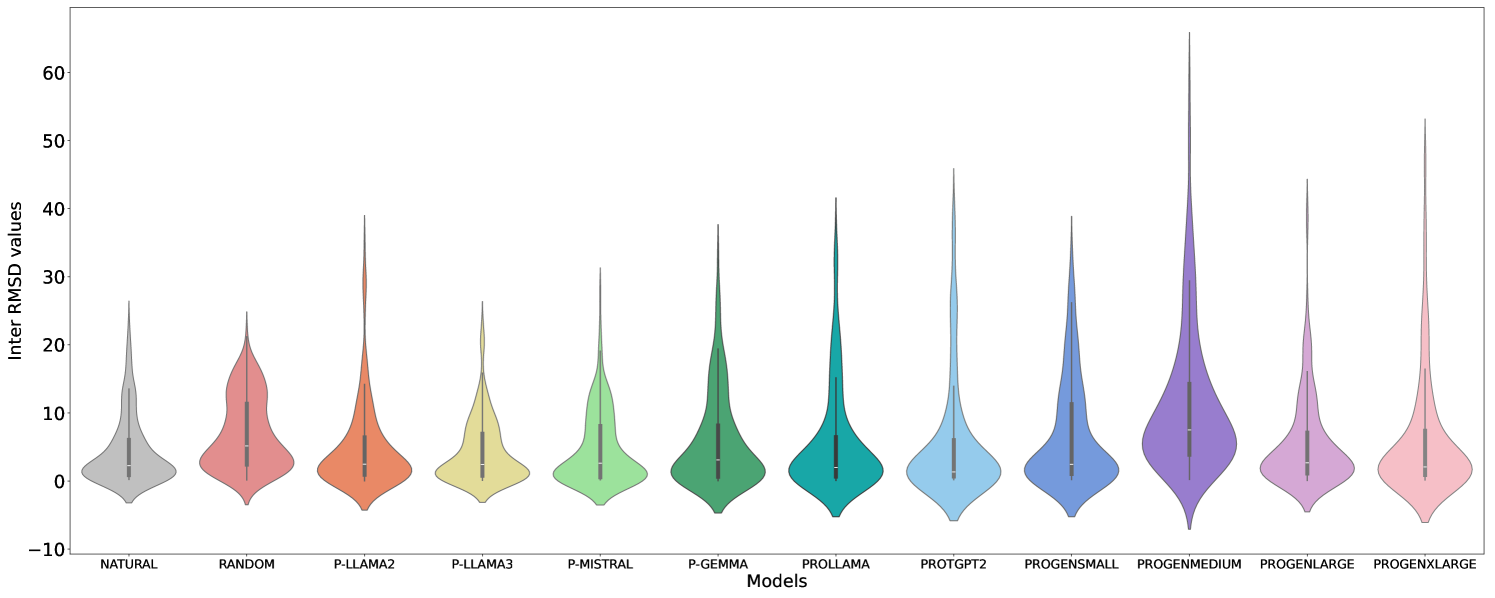 Inter RMSD values
60
50
40
30
20
10
0
−10
NATURAL RANDOM P-LLAMA2 P-LLAMA3 P-MISTRAL P-GEMMA PROLLAMA PROTGPT2 PROGENSMALL PROGENMEDIUM PROGENLARGE PROGENXLARGE
Models